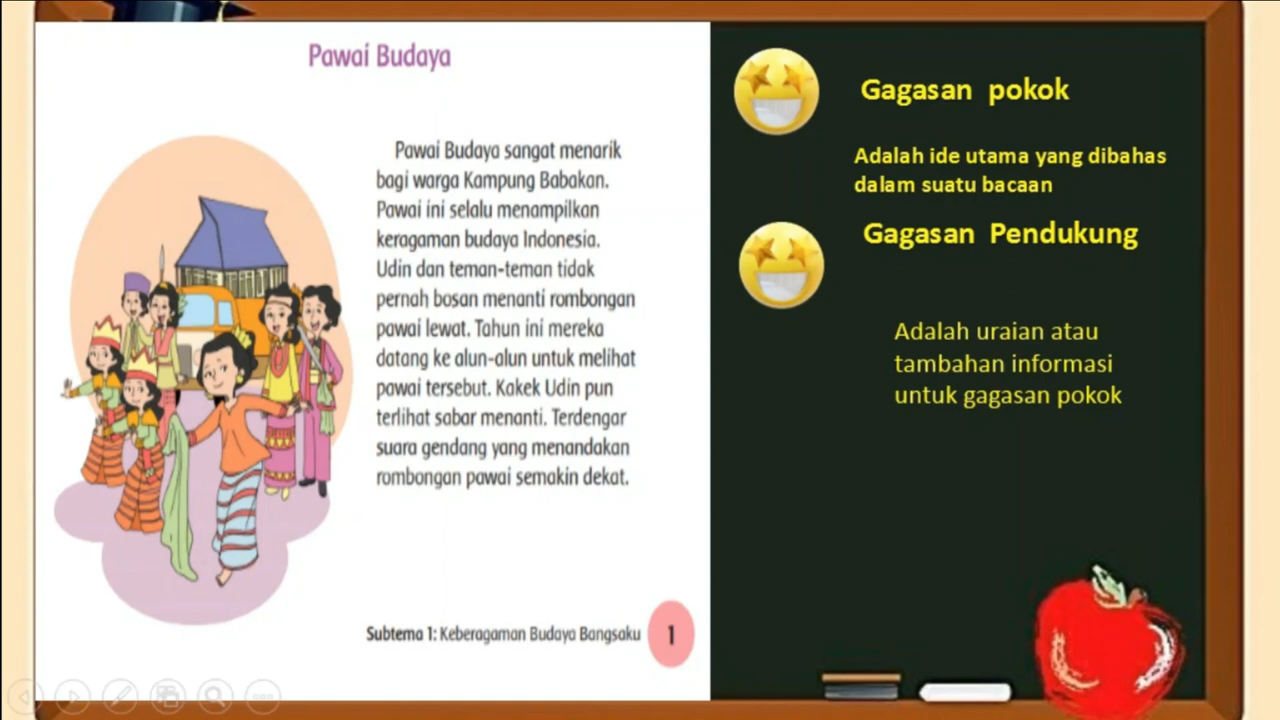 Pawai Budaya
Pawai Budaya sangat menarik
bagi warga Kampung Babakan.
Pawai ini selalu menampilkan
keragaman budaya Indonesia.
Udin dan teman-teman tidak
pernah bosan menanti rombongan
pawai lewat. Tahun ini mereka
datang ke alun-alun untuk melihat
pawai tersebut. Kakek Udin pun
terlihat sabar menanti. Terdengar
suara gendang yang menandakan
rombongan pawai semakin dekat.
Subtema 1: Keberagaman Budaya Bangsaku
1
Gagasan pokok
Adalah ide utama yang dibahas
dalam suatu bacaan
Gagasan Pendukung
Adalah uraian atau
tambahan informasi
untuk gagasan pokok